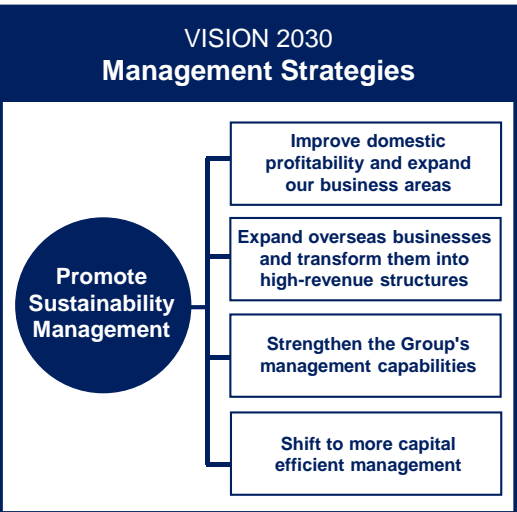 VISION 2030
Management Strategies
Improve domestic
profitability and expand
our business areas
Expand overseas businesses
and transform them into
high-revenue structures
Promote
Sustainability
Management
Strengthen the Group's
management capabilities
Shift to more capital
efficient management